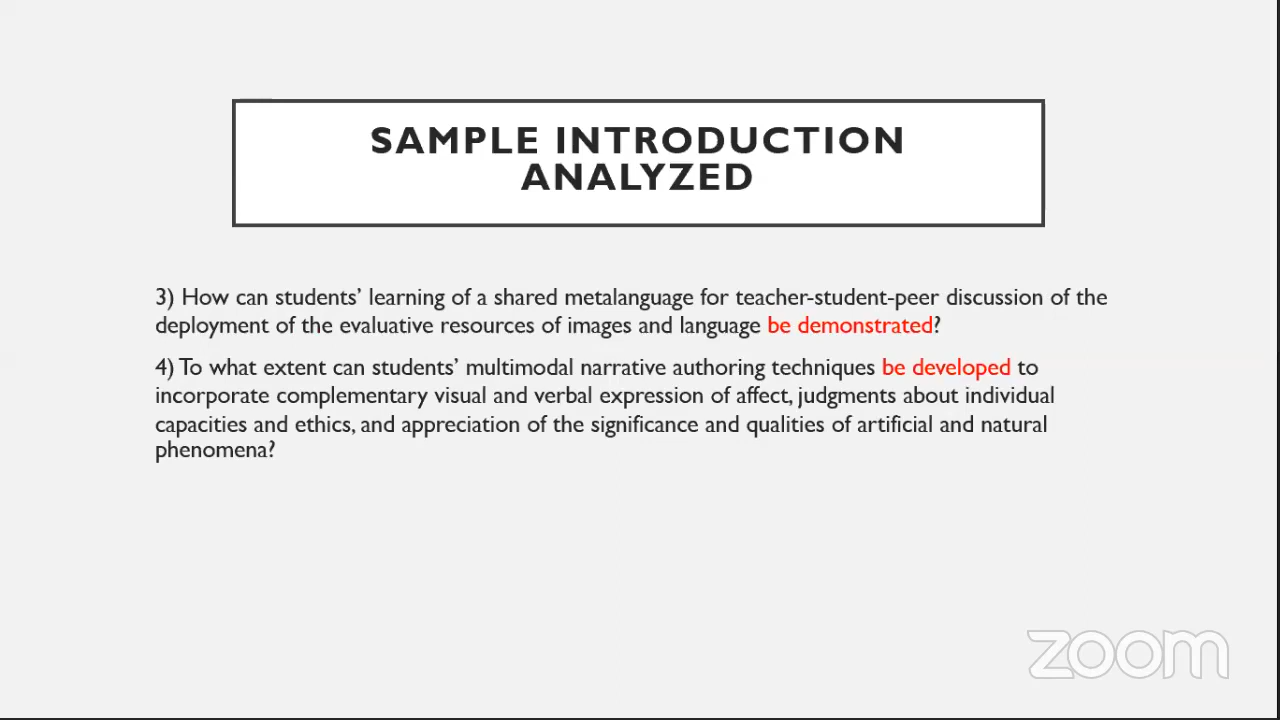 SAMPLE INTRODUCTION
ANALYZED
3) How can students’ learning of a shared metalanguage for teacher-student-peer discussion of the
deployment of the evaluative resources of images and language be demonstrated?
4) To what extent can students’ multimodal narrative authoring techniques be developed to
incorporate complementary visual and verbal expression of affect, judgments about individual
capacities and ethics, and appreciation of the significance and qualities of artificial and natural
phenomena?
zoom